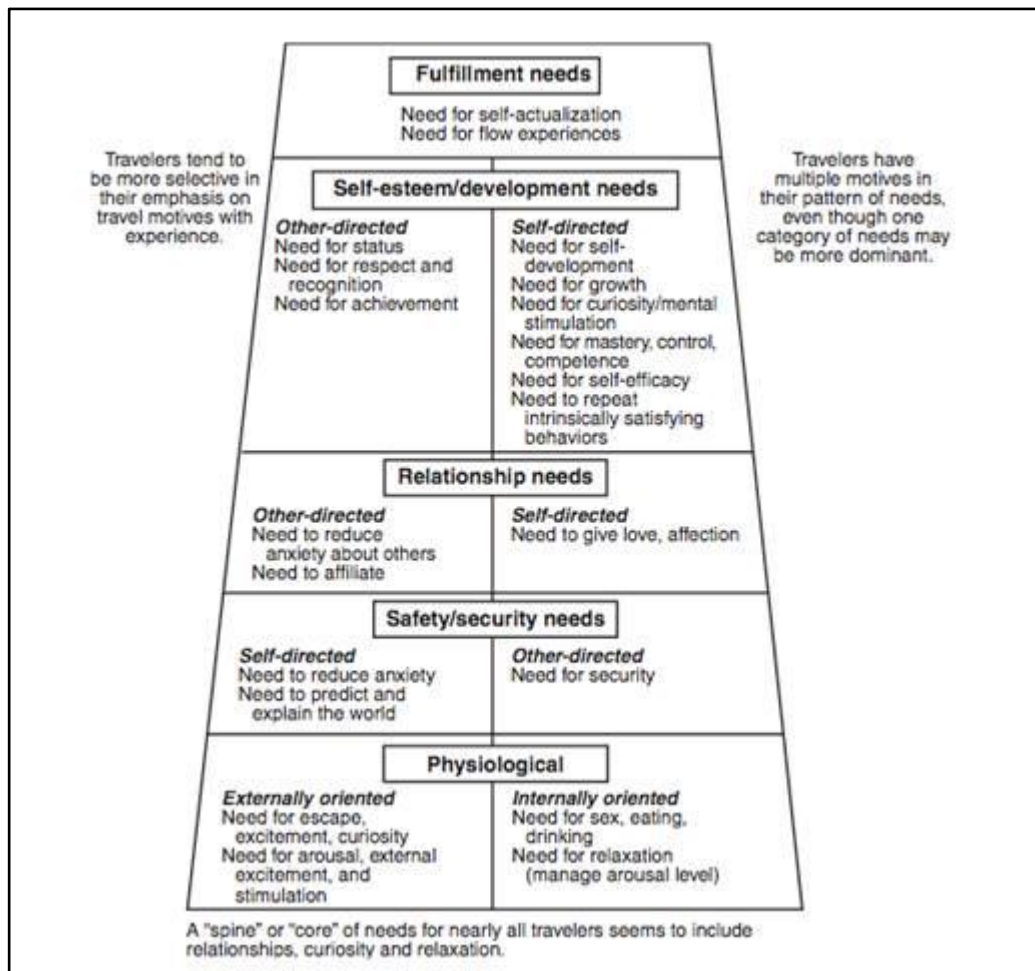 Fulfillment needs
Need for self-actualization
Need for flow experiences
Travelers tend to
be more selective in
their emphasis on
travel motives with
experience.
Travelers have
multiple motives in
their pattern of needs,
even though one
category of needs may
be more dominant.
Self-esteem/development needs
Other-directed
Need for status
Need for respect and
recognition
Need for achievement
Self-directed
Need for self-
development
Need for growth
Need for curiosity/mental
stimulation
Need for mastery, control,
competence
Need for self-efficacy
Need to repeat
intrinsically satisfying
behaviors
Relationship needs
Other-directed
Need to reduce
anxiety about others
Need to affiliate
Self-directed
Need to give love, affection
Safety/security needs
Self-directed
Need to reduce anxiety
Need to predict and
explain the world
Other-directed
Need for security
Physiological
Externally oriented
Need for escape,
excitement, curiosity
Need for arousal, external
excitement, and
stimulation
Internally oriented
Need for sex, eating,
drinking
Need for relaxation
(manage arousal level)
A "spine" or "core" of needs for nearly all travelers seems to include
relationships, curiosity and relaxation.